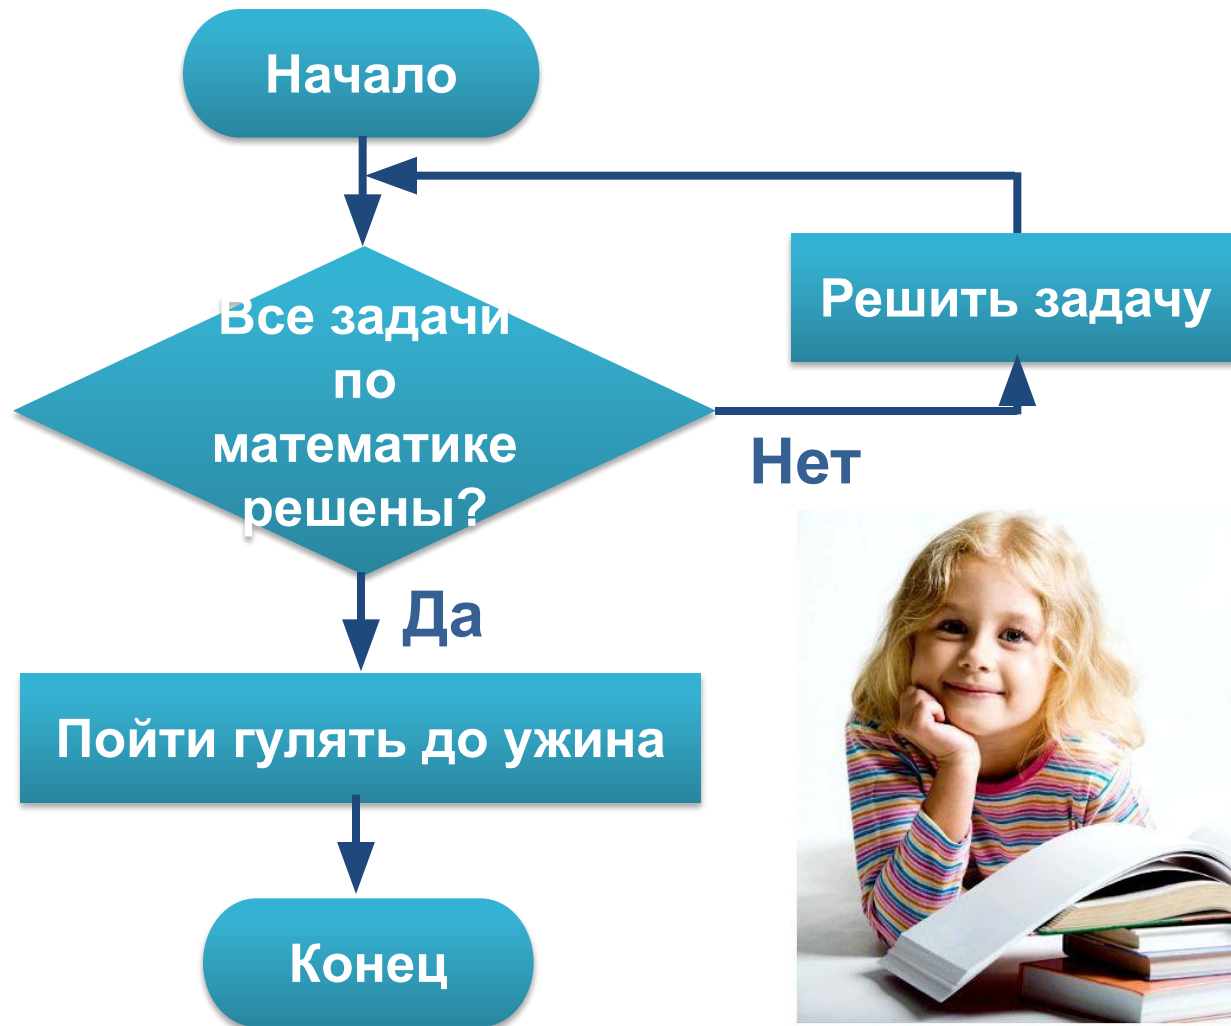 Начало
Решить задачу
Все задачи
по
математике
решены?
Нет
Да
Пойти гулять до ужина
Конец